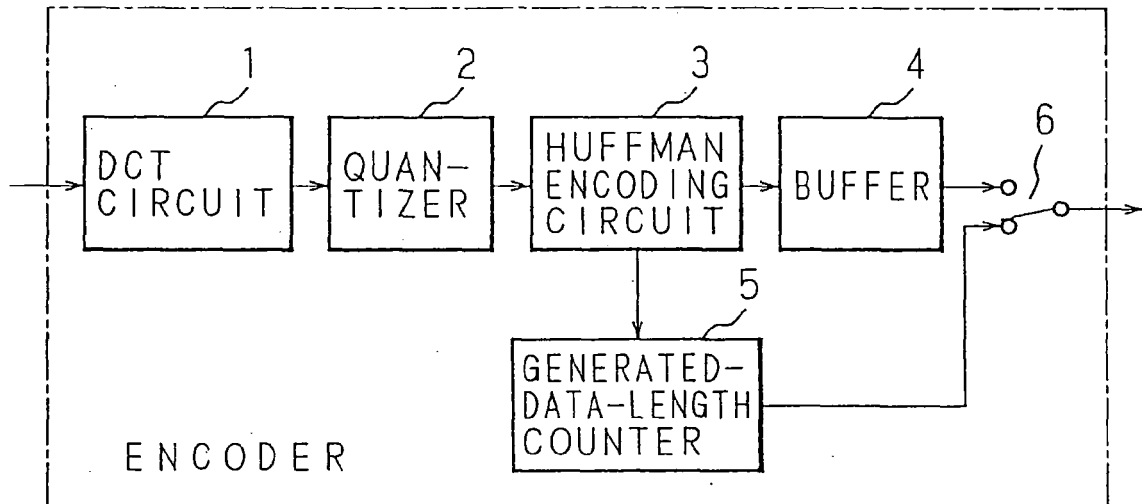 1
2
3
4
6
DCT
CIRCUIT
QUAN-
TIZER
HUFFMAN
ENCODING
CIRCUIT
BUFFER
5
GENERATED-
DATA-LENGTH
COUNTER
ENCODER